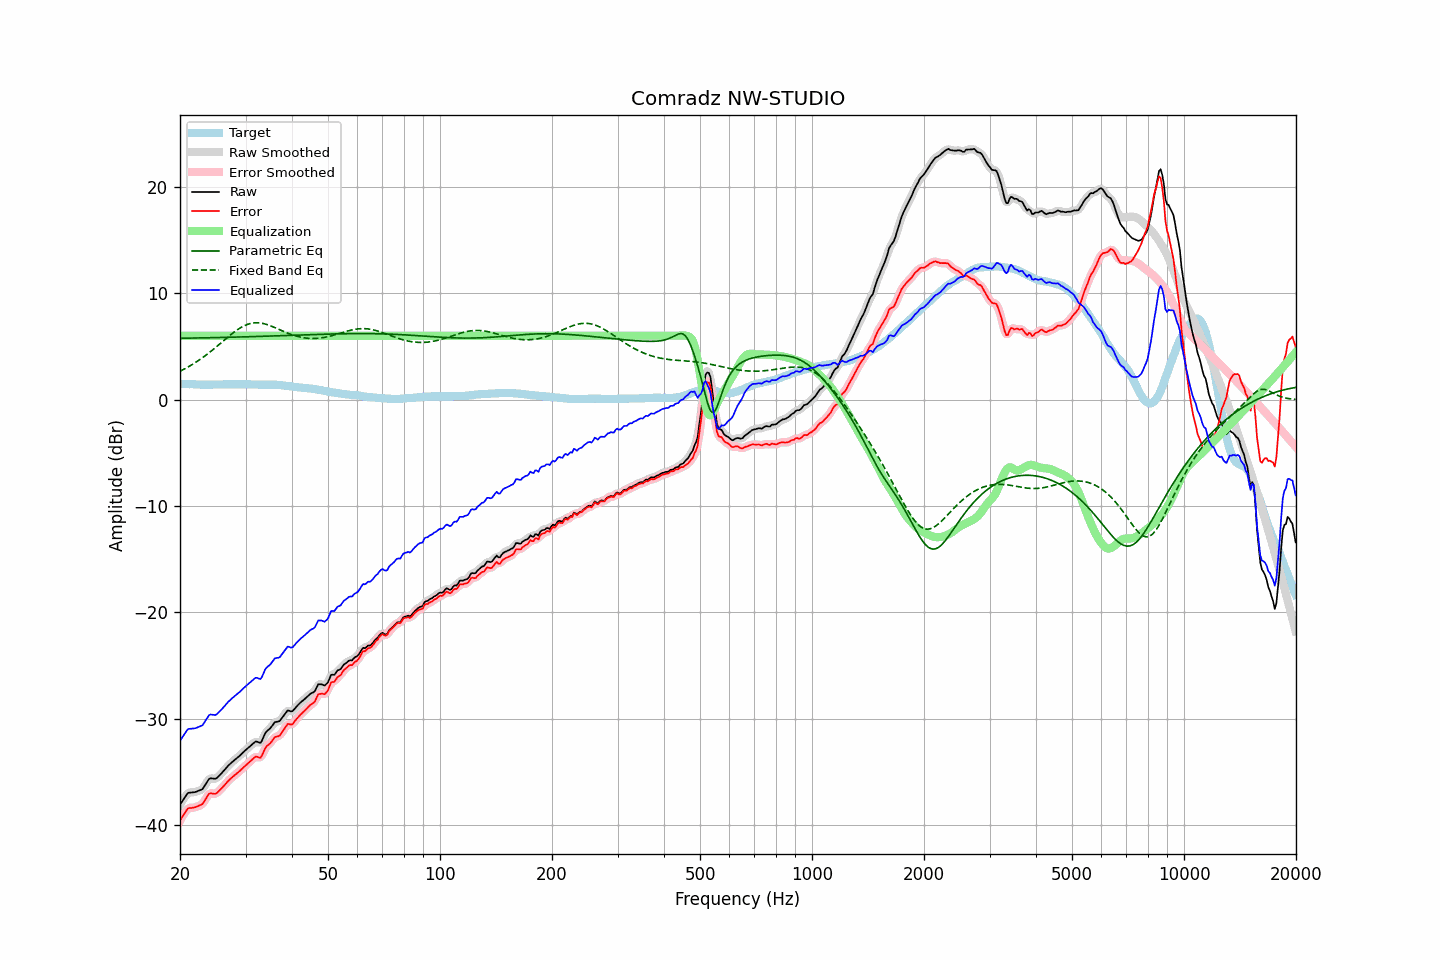 Comradz NW-STUDIO
Target
Raw Smoothed
Error Smoothed
Raw
Error
Equalization
Parametric Eq
Fixed Band Eq
Equalized
Amplitude (dBr)
20
10
0
−10
−20
−30
−40
20 50 100 200 500 1000 2000 5000 10000 20000
Frequency (Hz)